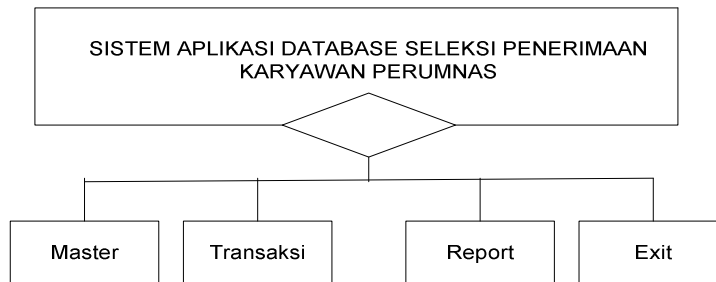 SISTEM APLIKASI DATABASE SELEKSI PENERIMAAN
KARYAWAN PERUMNAS
Master
Transaksi
Report
Exit